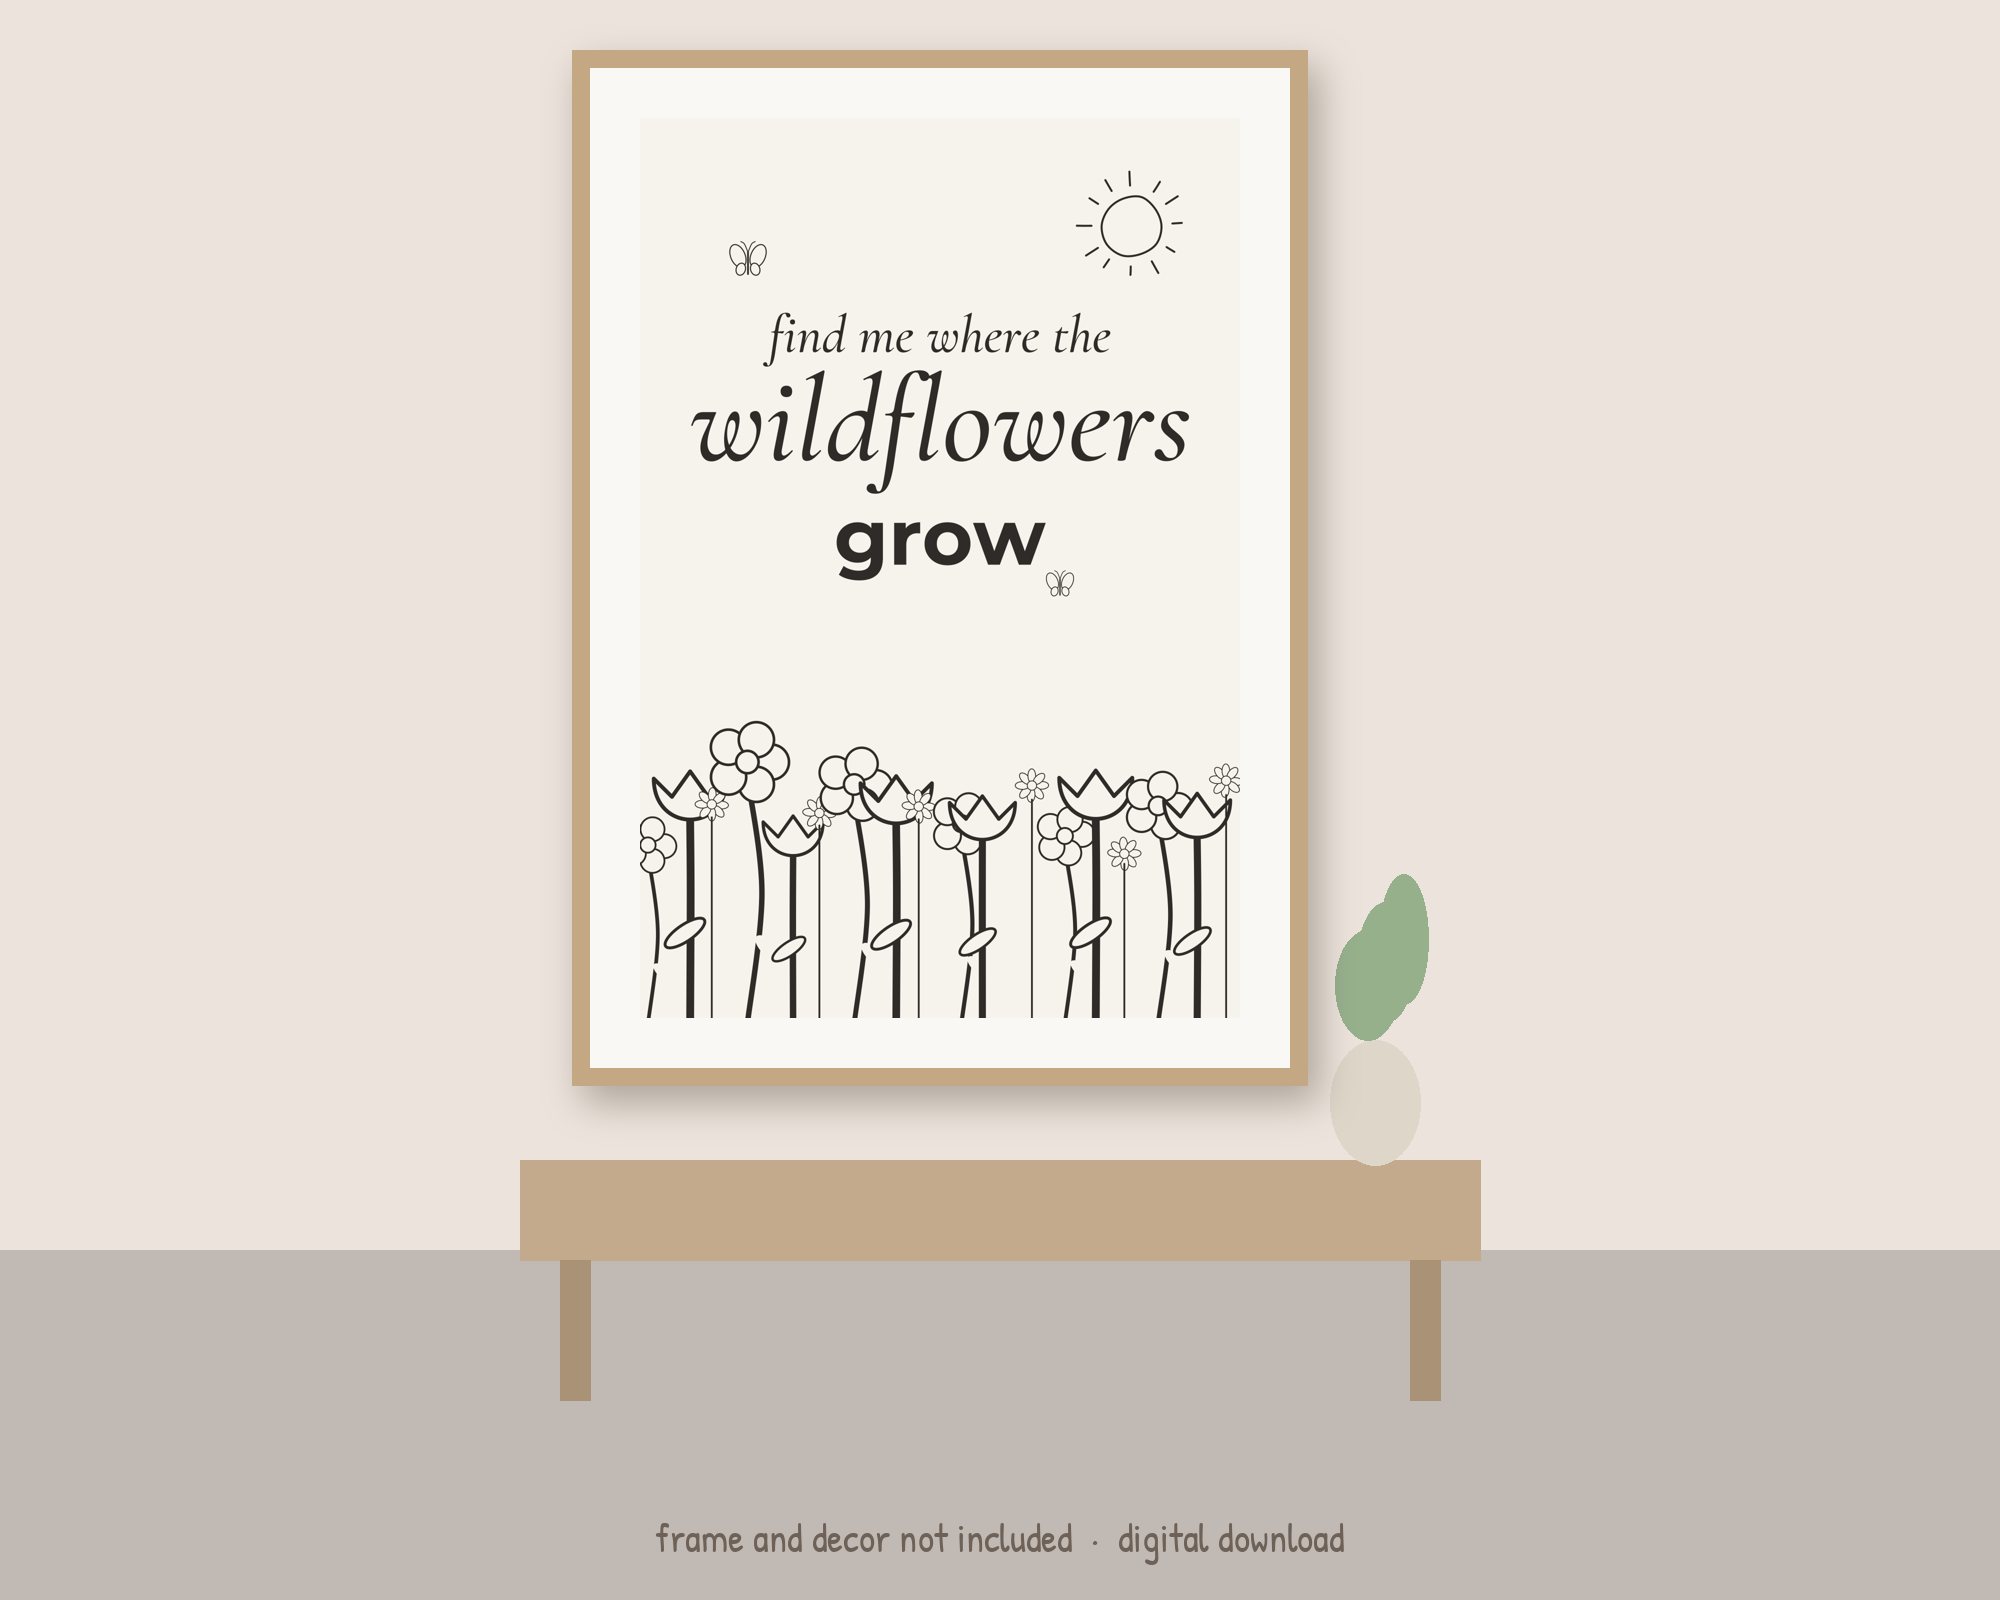 find me where the
wildflowers
grow
frame and decor not included · digital download